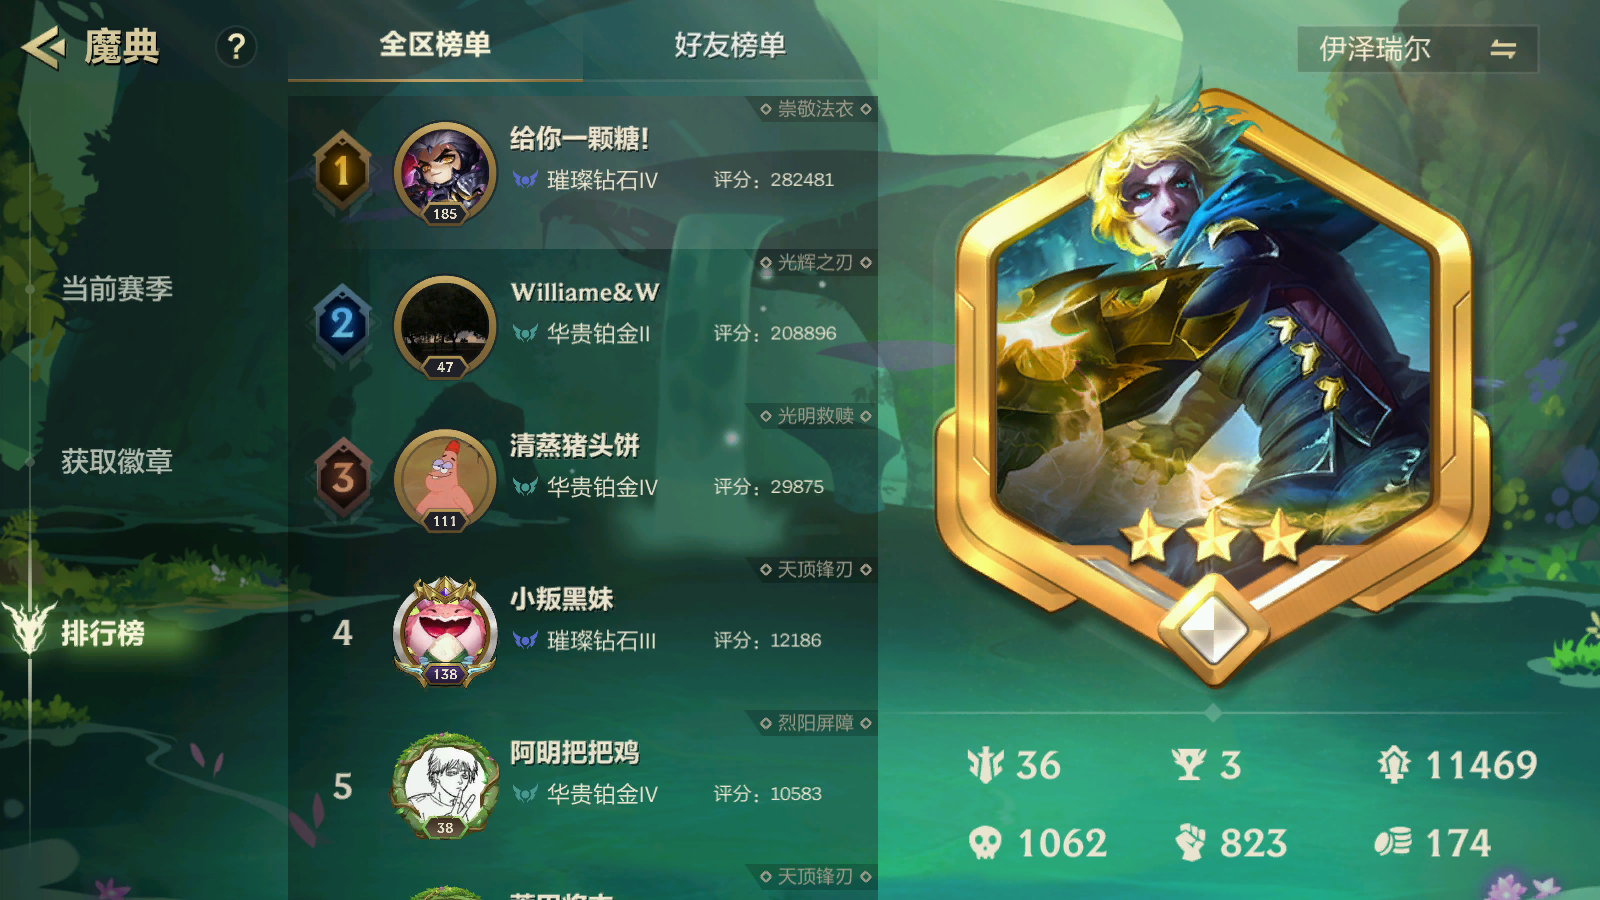 魔典
?
全区榜单
好友榜单
伊泽瑞尔
当前赛季
获取徽章
排行榜
崇敬法衣
1
185
给你一颗糖!
璀璨钻石IV
评分：282481
光辉之刃
2
47
Williame&W
华贵铂金II
评分：208896
光明救赎
3
111
清蒸猪头饼
华贵铂金IV
评分：29875
天顶锋刃
4
138
小叛黑妹
璀璨钻石III
评分：12186
烈阳屏障
5
38
阿明把把鸡
华贵铂金IV
评分：10583
天顶锋刃
36
3
11469
1062
823
174